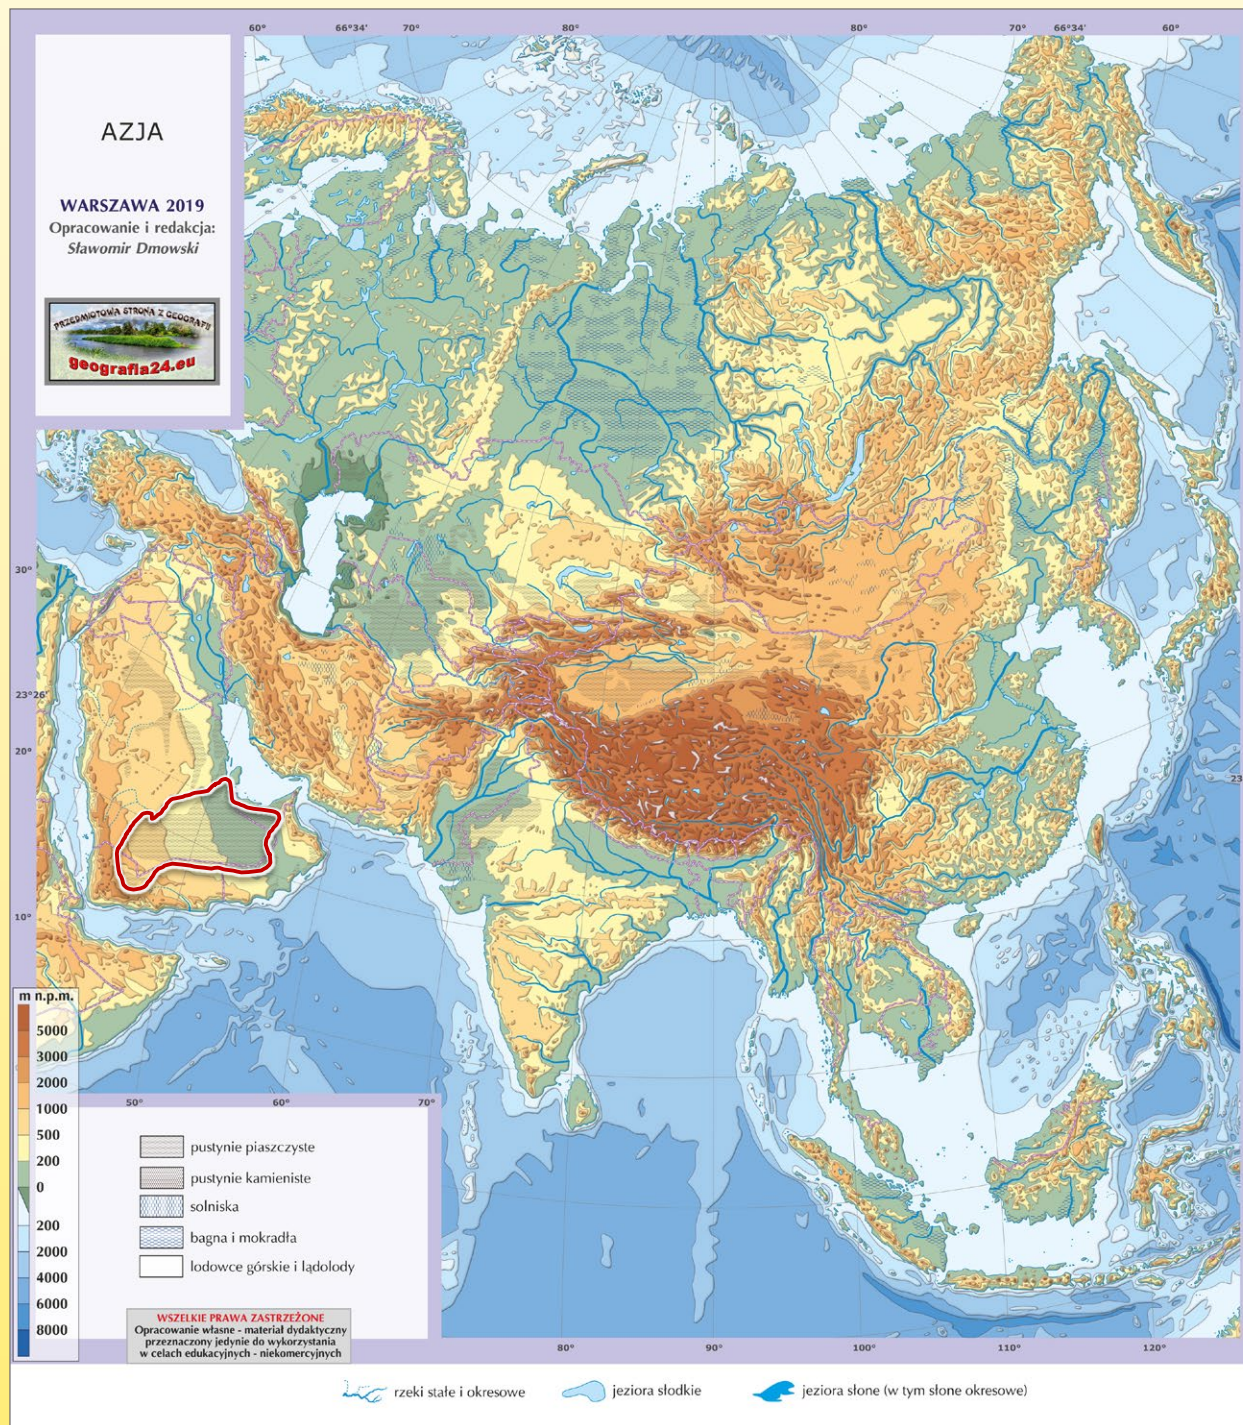 60°
66°34'
70°
80°
80°
70°
66°34'
60°
AZJA
WARSZAWA 2019
Opracowanie i redakcja:
Sławomir Dmowski
PRZEDMIOTOWA STRONA Z GEOGRAFII
geografia24.eu
30°
23°26'
20°
10°
23
m n.p.m.
5000
3000
2000
1000
500
200
0
200
2000
4000
6000
8000
50°
60°
70°
pustynie piaszczyste
pustynie kamieniste
solniska
bagna i mokradła
lodowce górskie i lądolody
WSZELKIE PRAWA ZASTRZEŻONE
Opracowanie własne - materiał dydaktyczny
przeznaczony jedynie do wykorzystania
w celach edukacyjnych - niekomercyjnych
80°
90°
100°
110°
120°
rzeki stałe i okresowe
jeziora słodkie
jeziora słone (w tym słone okresowe)